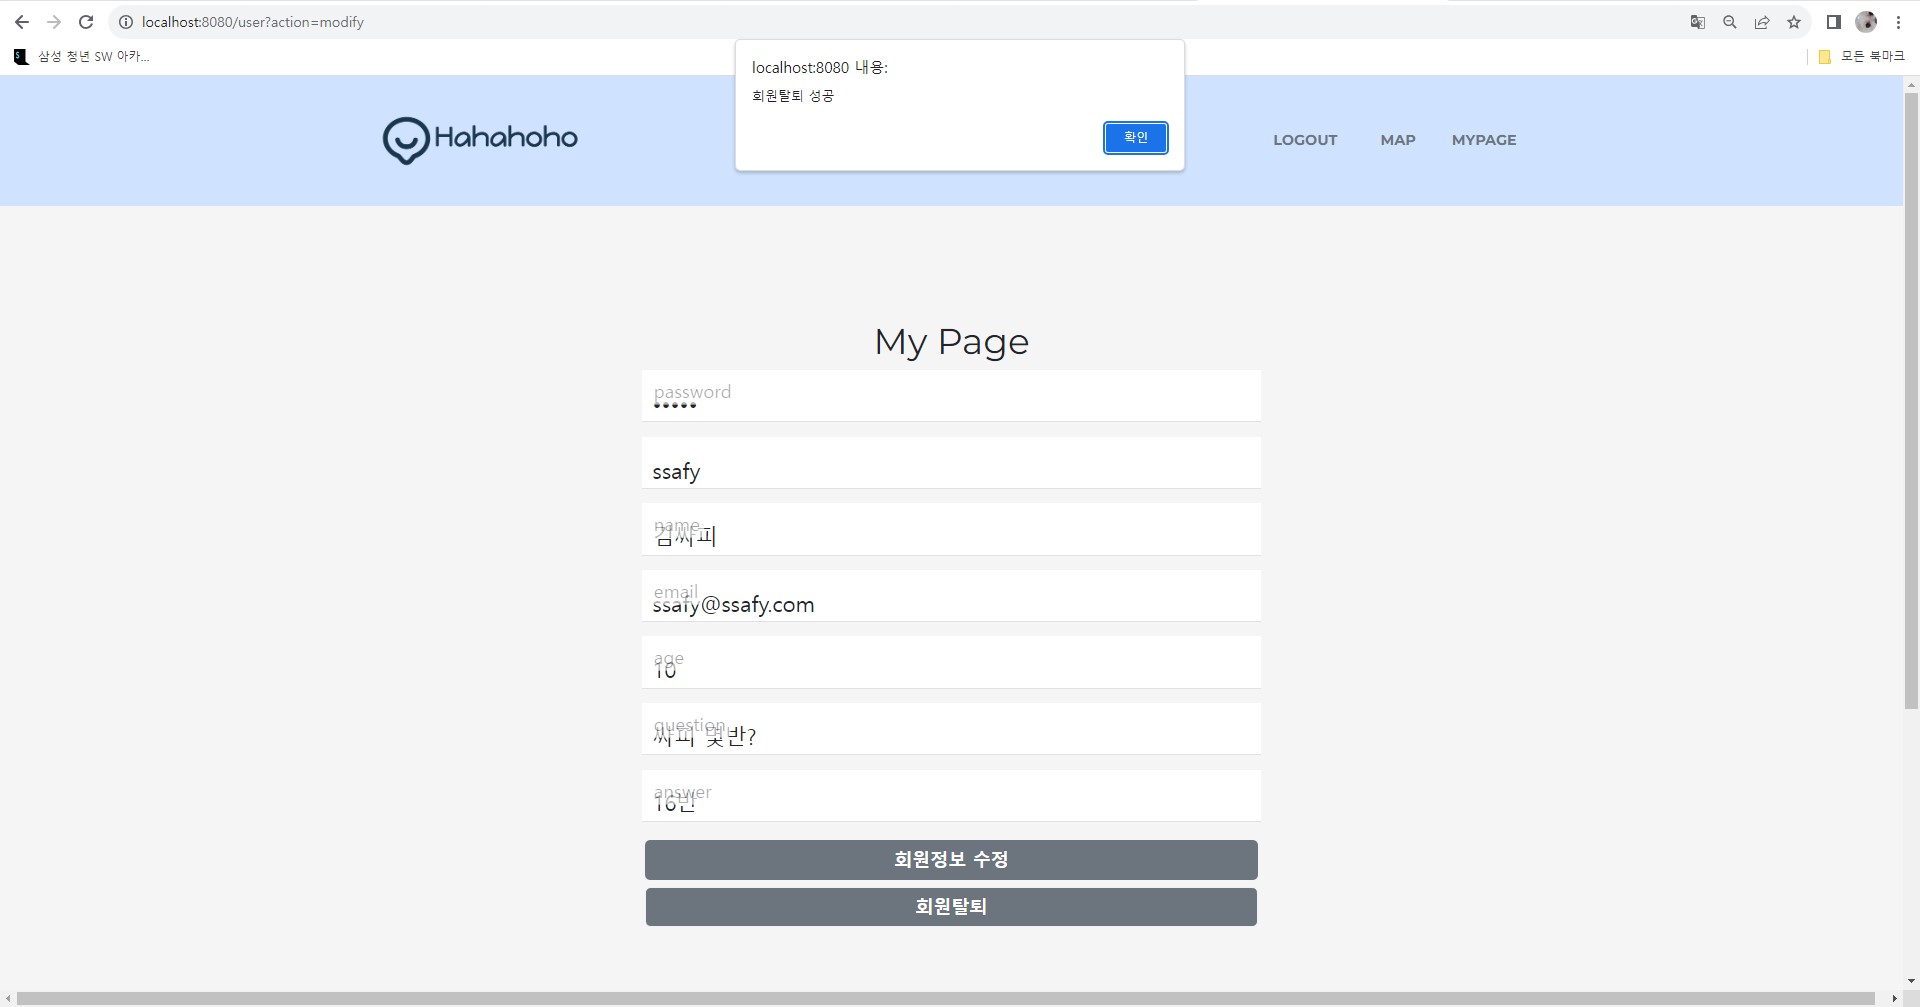 localhost:8080/user?action=modify
삼성 청년 SW 아카...
모든 북마크
localhost:8080 내용:
회원탈퇴 성공
확인
Hahahoho
LOGOUT
MAP
MYPAGE
My Page
password
•••••
ssafy
name
김싸피
email
ssafy@ssafy.com
age
10
question
싸피 몇반?
answer
16반
회원정보 수정
회원탈퇴